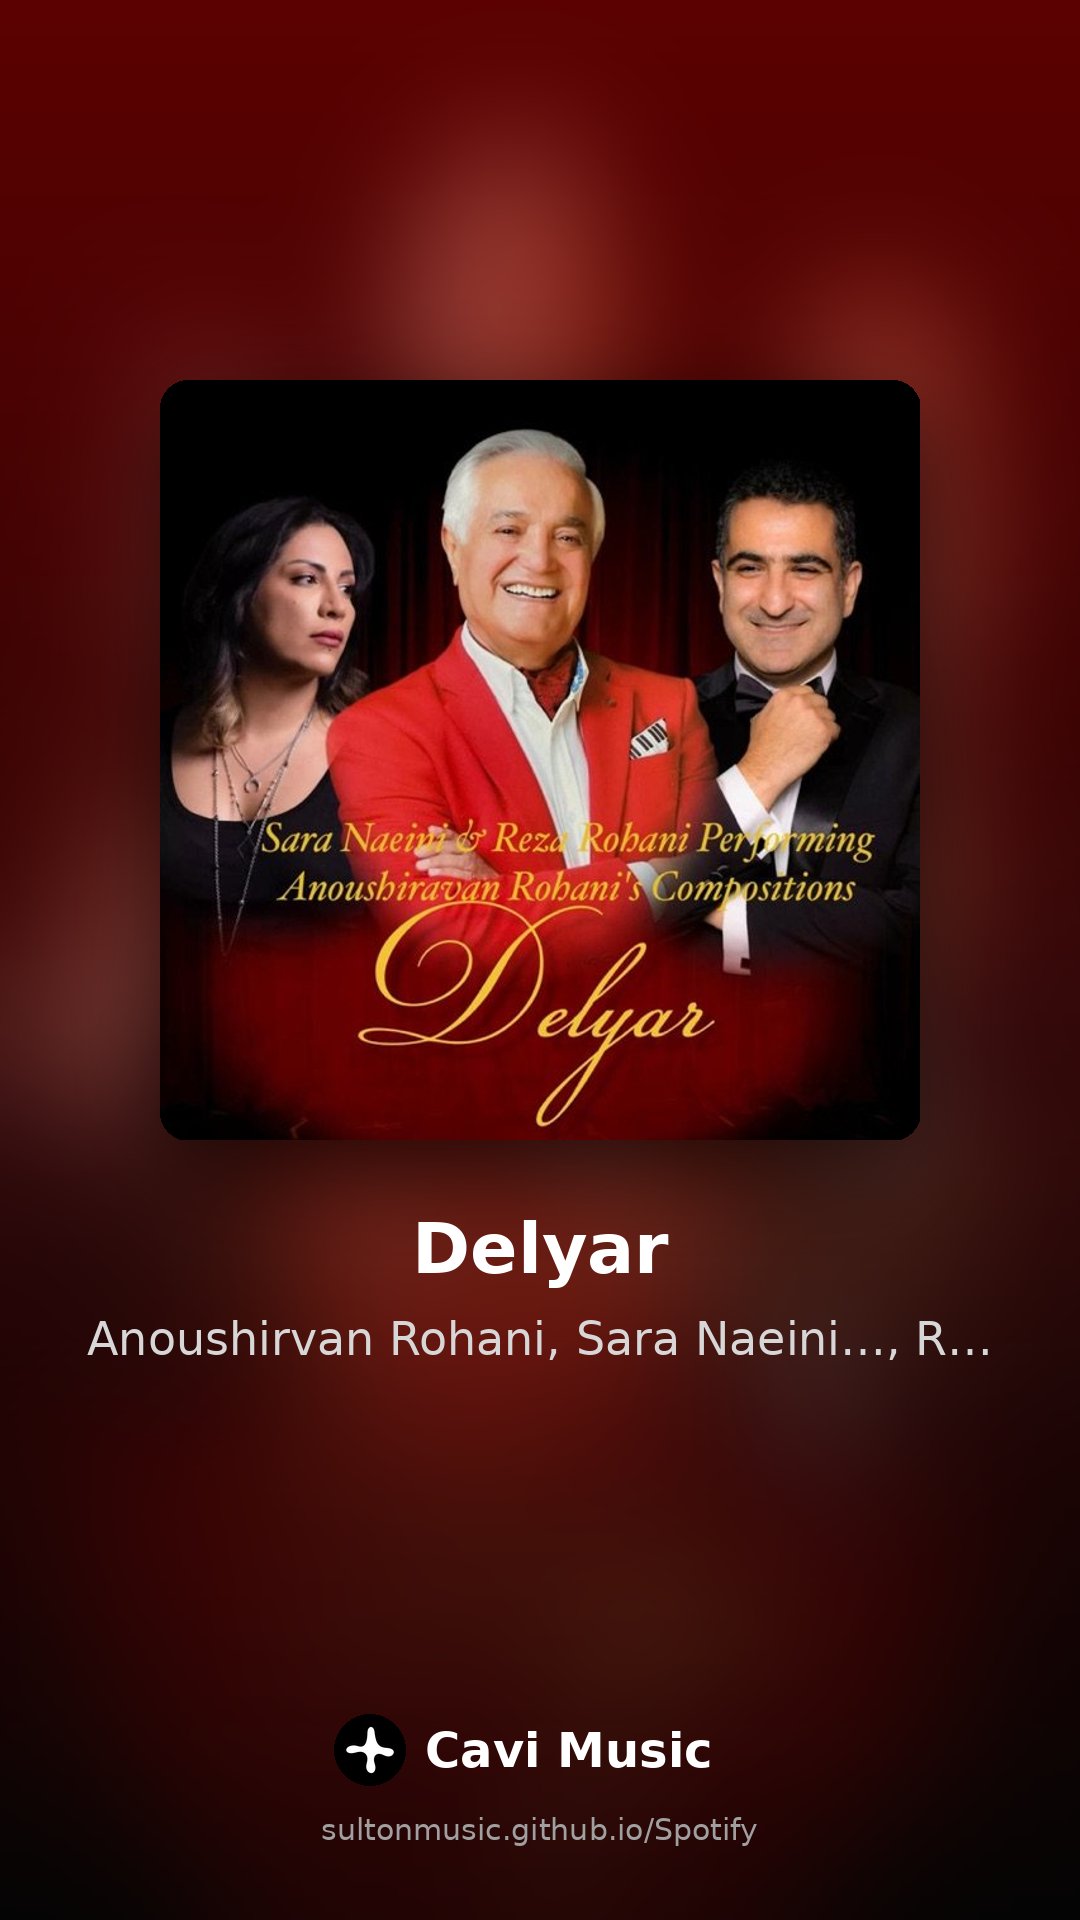 Sara Naeini & Reza Rohani Performing
Anoushiravan Rohani's Compositions
Delyar
Delyar
Anoushirvan Rohani, Sara Naeini..., R...
Cavi Music
sultonmusic.github.io/Spotify